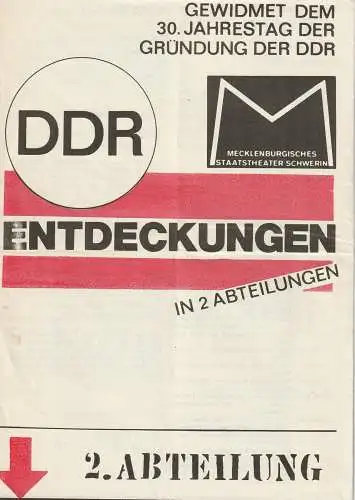 GEWIDMET DEM
30. JAHRESTAG DER
GRÜNDUNG DER DDR
DDR
MECKLENBURGISCHES
STAATSTHEATER SCHWERIN
ENTDECKUNGEN
IN 2 ABTEILUNGEN
2. ABTEILUNG